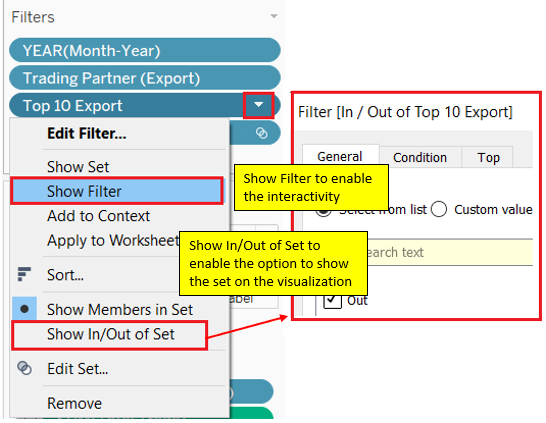 Filters
YEAR(Month-Year)
Trading Partner (Export)
Top 10 Export
Edit Filter...
Show Set
Show Filter
Add to Context
Apply to Worksheet
Sort...
Show Members in Set
Show In/Out of Set
Edit Set...
Remove
Show Filter to enable
the interactivity
Show In/Out of Set to
enable the option to show
the set on the visualization
Filter [In / Out of Top 10 Export]
General
Condition
Top
Select from list
Custom value
search text
Out